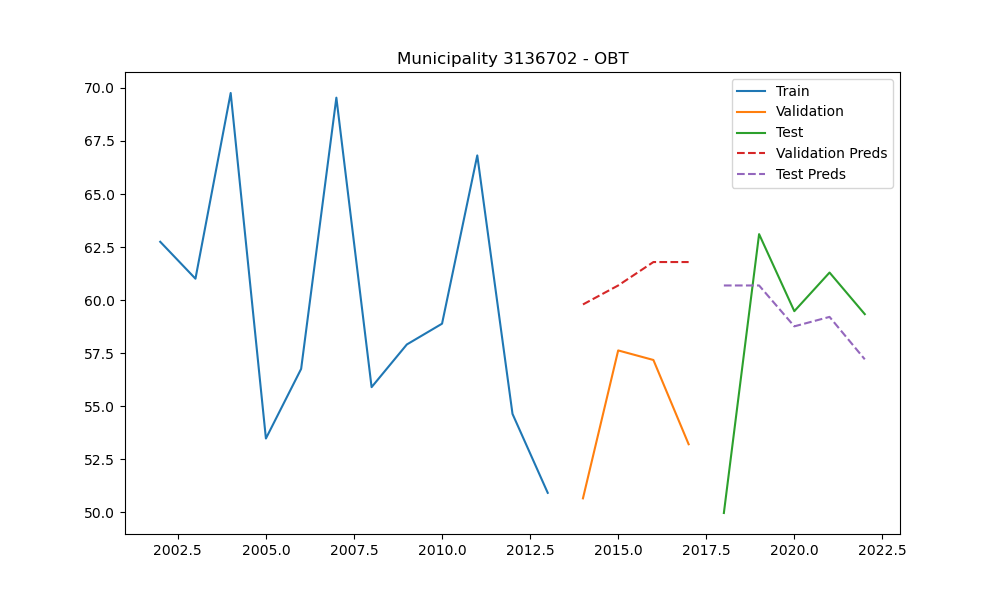 Municipality 3136702 - OBT
70.0
67.5
65.0
62.5
60.0
57.5
55.0
52.5
50.0
Train
Validation
Test
Validation Preds
Test Preds
2002.5 2005.0 2007.5 2010.0 2012.5 2015.0 2017.5 2020.0 2022.5